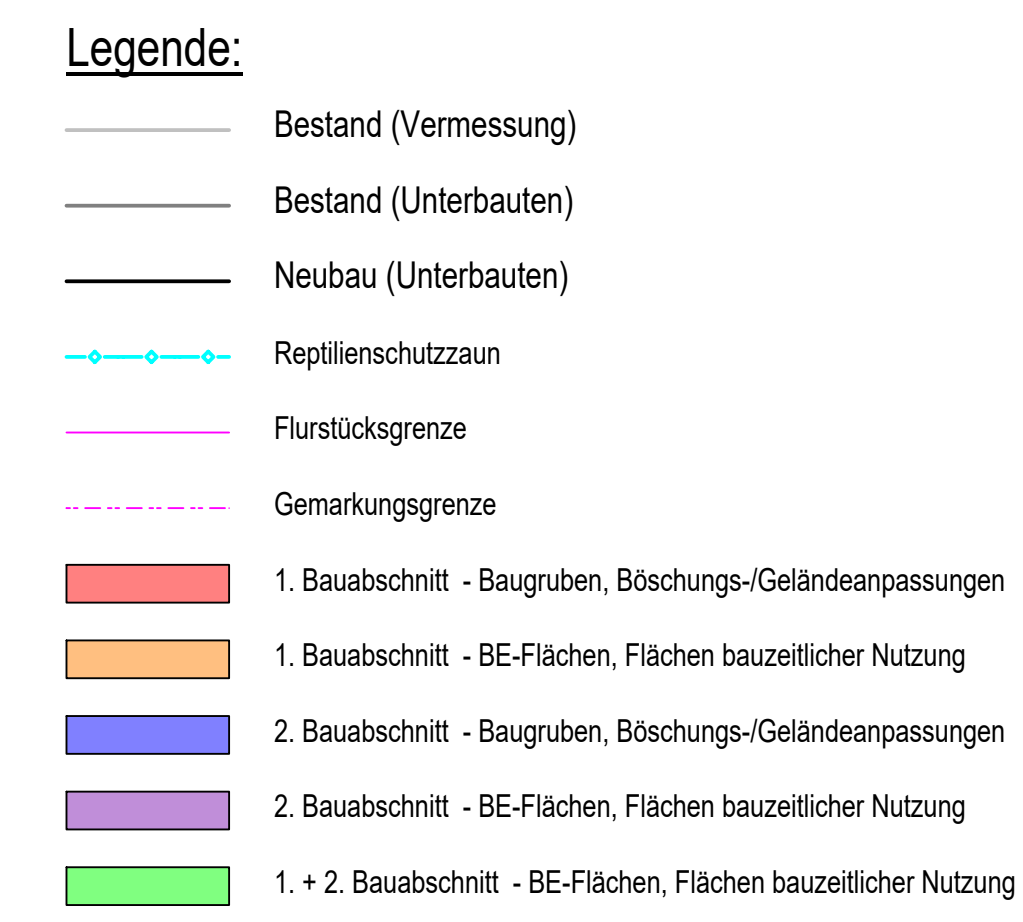 Legende:
Bestand (Vermessung)
Bestand (Unterbauten)
Neubau (Unterbauten)
Reptilienschutzzaun
Flurstücksgrenze
Gemarkungsgrenze
1. Bauabschnitt - Baugruben, Böschungs-/Geländeanpassungen
1. Bauabschnitt - BE-Flächen, Flächen bauzeitlicher Nutzung
2. Bauabschnitt - Baugruben, Böschungs-/Geländeanpassungen
2. Bauabschnitt - BE-Flächen, Flächen bauzeitlicher Nutzung
1. + 2. Bauabschnitt - BE-Flächen, Flächen bauzeitlicher Nutzung